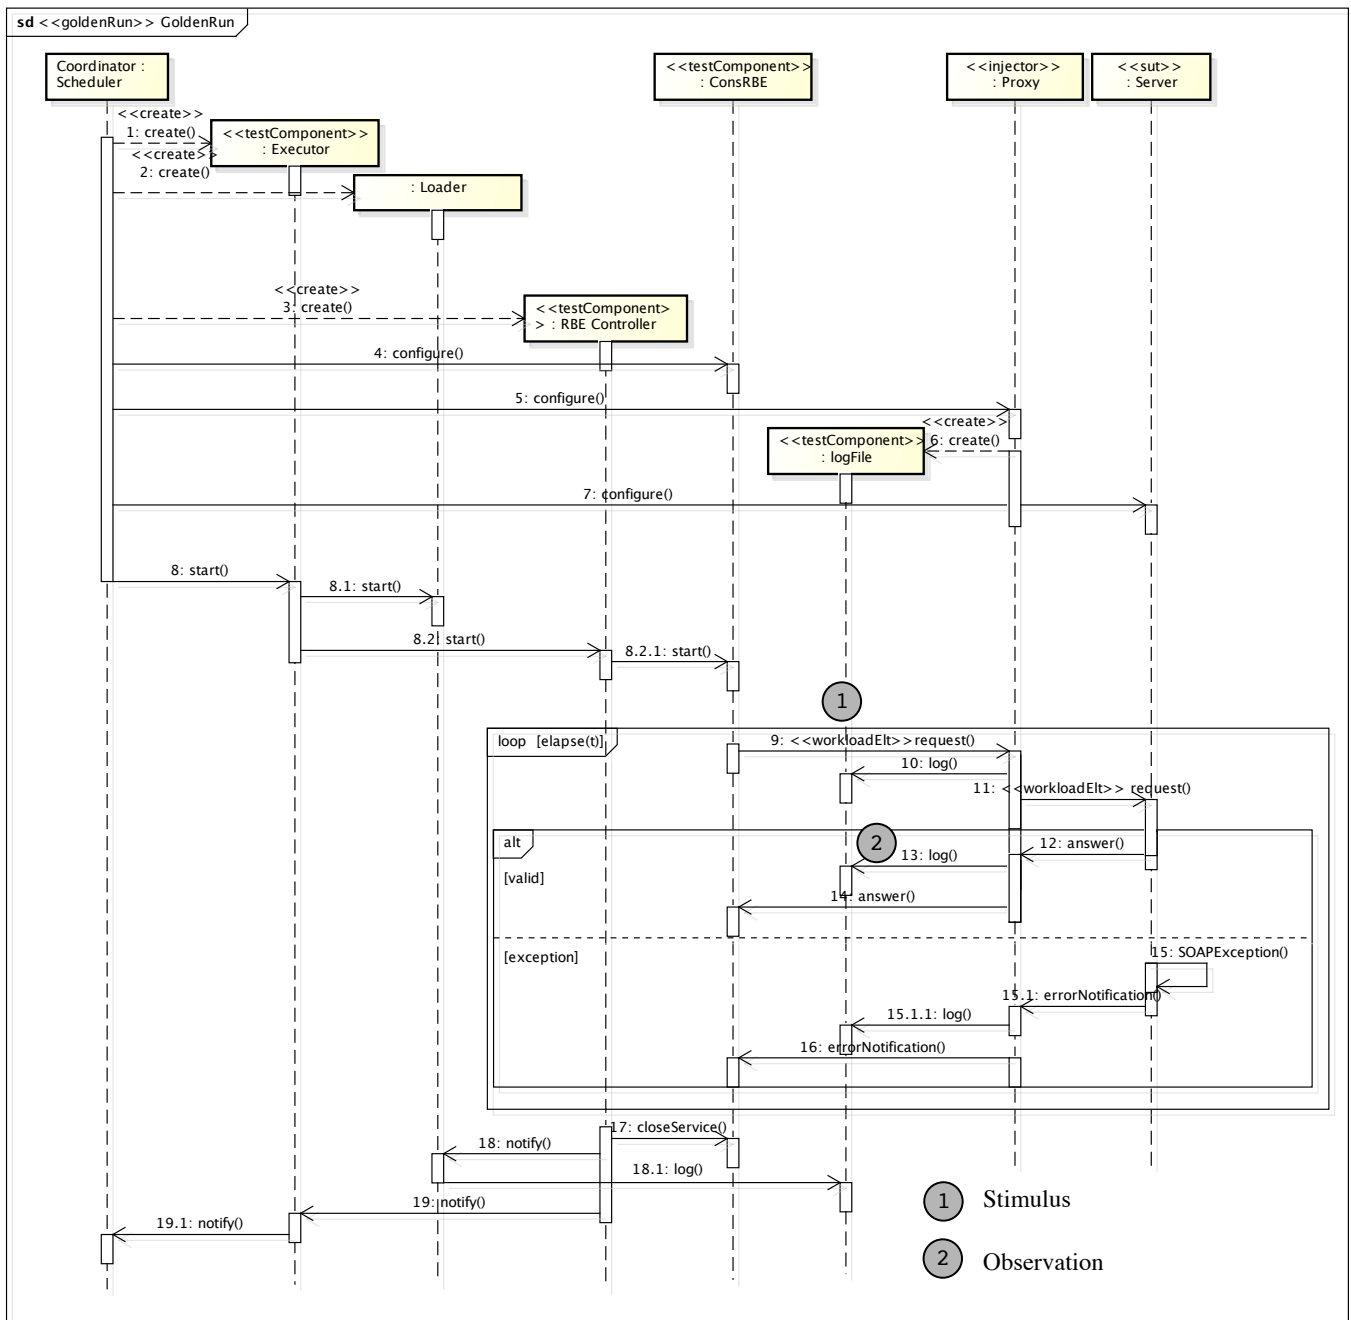 sd <<goldenRun>> GoldenRun
Coordinator :
Scheduler
<<testComponent>>
: ConsRBE
<<injector>>
: Proxy
<<sut>>
: Server
<<create>>
1: create()
<<testComponent>>
: Executor
<<create>>
2: create()
: Loader
<<create>>
3: create()
<<testComponent>
> : RBE Controller
4: configure()
5: configure()
<<create>>
6: create()
<<testComponent>>
: logFile
7: configure()
8: start()
8.1: start()
8.2: start()
8.2.1: start()
1
loop [elapse(t)]
9: <<workloadElt>>request()
10: log()
11: <<workloadElt>> request()
alt
2
12: answer()
13: log()
[valid]
14: answer()
[exception]
15: SOAPException()
15.1: errorNotification()
15.1.1: log()
16: errorNotification()
17: closeService()
18: notify()
18.1: log()
19: notify()
19.1: notify()
1 Stimulus
2 Observation